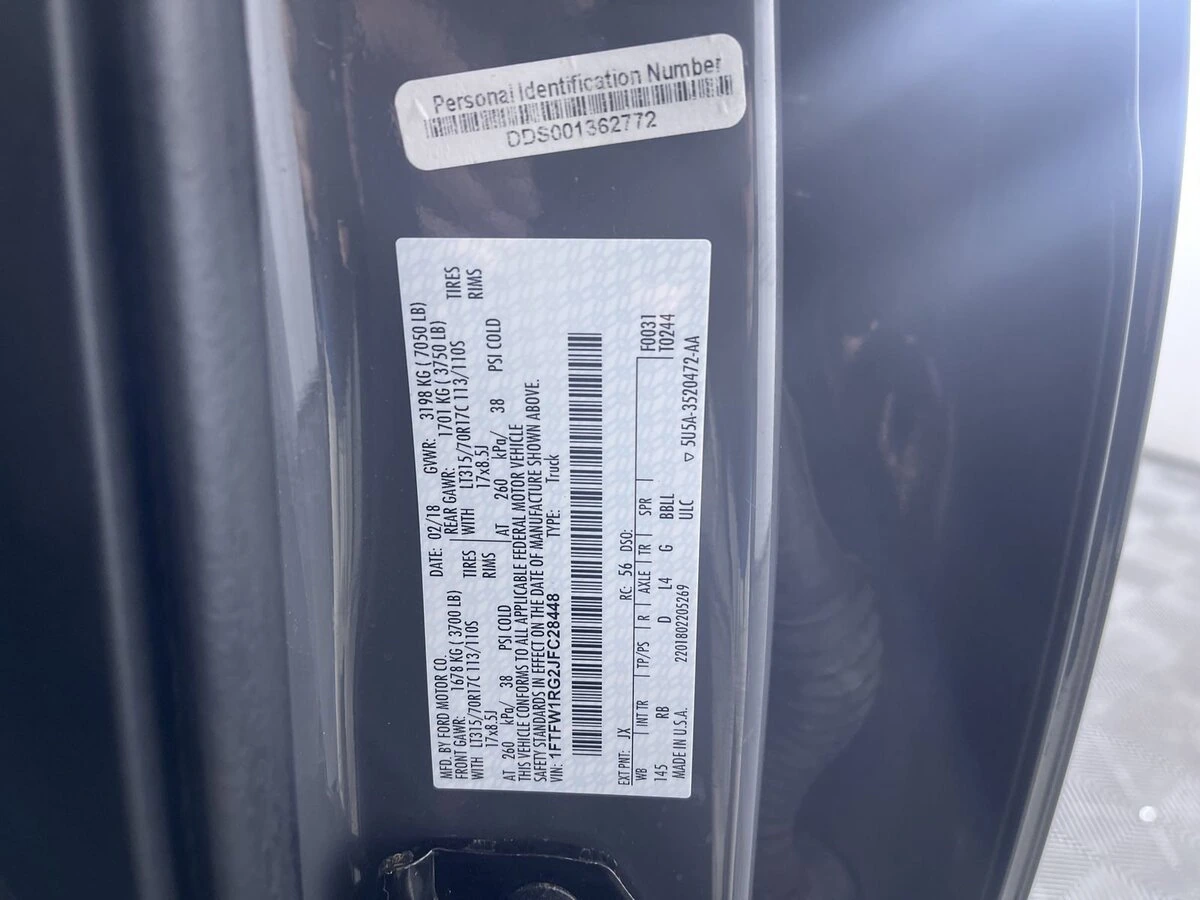 Personal Identification Number
DDS001362772
MFD. BY FORD MOTOR CO.
DATE: 02/18 GVWR: 3198 KG ( 7050 LB)
FRONT GAWR: 1678 KG ( 3700 LB)
REAR GAWR: 1701 KG ( 3750 LB)
WITH LT315/70R17C 113/110S TIRES
WITH LT315/70R17C 113/110S TIRES
17x8.5J RIMS
17x8.5J RIMS
AT 260 kPa/ 38 PSI COLD
AT 260 kPa/ 38 PSI COLD
THIS VEHICLE CONFORMS TO ALL APPLICABLE FEDERAL MOTOR VEHICLE
SAFETY STANDARDS IN EFFECT ON THE DATE OF MANUFACTURE SHOWN ABOVE.
VIN: 1FTFW1RG2JFC28448 TYPE: Truck
EXT PNT: JX RC: 56 DSO:
WB INT TR TP/PS R AXLE TR SPR F0031
T0244
145 RB D L4 G BBLL
MADE IN U.S.A. 2201802205269 ULC ▽ 5U5A-3520472-AA